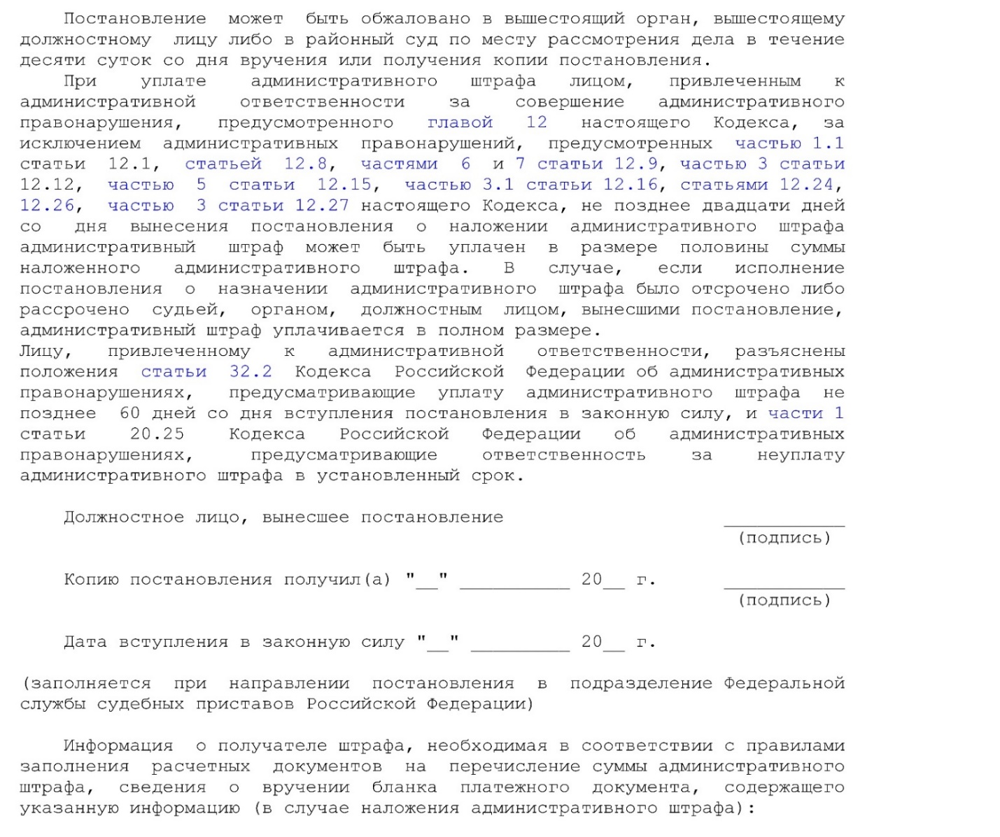 Постановление может быть обжаловано в вышестоящий орган, вышестоящему
должностному лицу либо в районный суд по месту рассмотрения дела в течение
десяти суток со дня вручения или получения копии постановления.
При уплате административного штрафа лицом, привлеченным к
административной ответственности за совершение административного
правонарушения, предусмотренного главой 12 настоящего Кодекса, за
исключением административных правонарушений, предусмотренных частью 1.1
статьи 12.1, статьей 12.8, частями 6 и 7 статьи 12.9, частью 3 статьи
12.12, частью 5 статьи 12.15, частью 3.1 статьи 12.16, статьями 12.24,
12.26, частью 3 статьи 12.27 настоящего Кодекса, не позднее двадцати дней
со дня вынесения постановления о наложении административного штрафа
административный штраф может быть уплачен в размере половины суммы
наложенного административного штрафа. В случае, если исполнение
постановления о назначении административного штрафа было отсрочено либо
рассрочено судьей, органом, должностным лицом, вынесшими постановление,
административный штраф уплачивается в полном размере.
Лицу, привлеченному к административной ответственности, разъяснены
положения статьи 32.2 Кодекса Российской Федерации об административных
правонарушениях, предусматривающие уплату административного штрафа не
позднее 60 дней со дня вступления постановления в законную силу, и части 1
статьи 20.25 Кодекса Российской Федерации об административных
правонарушениях, предусматривающие ответственность за неуплату
административного штрафа в установленный срок.
Должностное лицо, вынесшее постановление ___________
(подпись)
Копию постановления получил(а) "__" __________ 20__ г. ___________
(подпись)
Дата вступления в законную силу "__" _________ 20__ г.
(заполняется при направлении постановления в подразделение Федеральной
службы судебных приставов Российской Федерации)
Информация о получателе штрафа, необходимая в соответствии с правилами
заполнения расчетных документов на перечисление суммы административного
штрафа, сведения о вручении бланка платежного документа, содержащего
указанную информацию (в случае наложения административного штрафа):